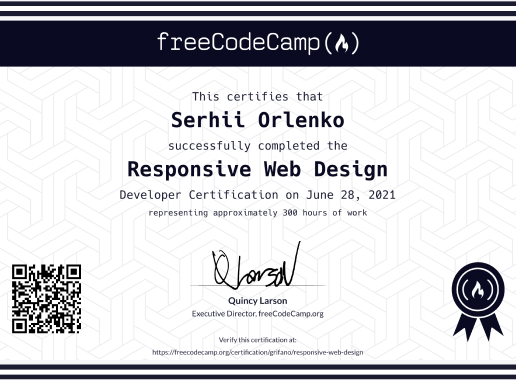 freeCodeCamp(🔥)
This certifies that
Serhii Orlenko
successfully completed the
Responsive Web Design
Developer Certification on June 28, 2021
representing approximately 300 hours of work
QLarson
Quincy Larson
Executive Director, freeCodeCamp.org
Verify this certification at:
https://freecodecamp.org/certification/grifano/responsive-web-design